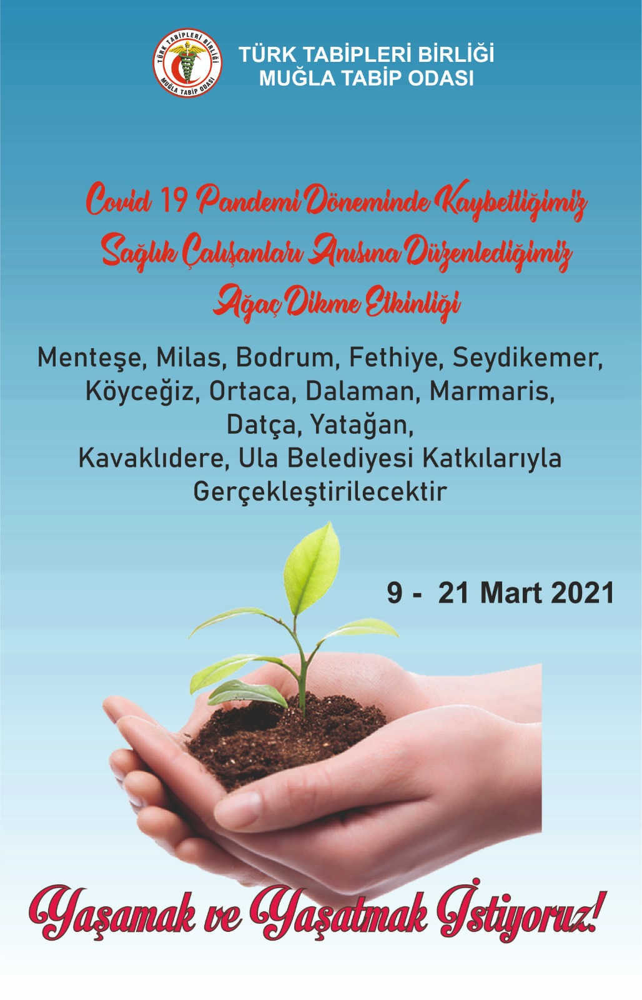 TÜRK TABİPLERİ BİRLİĞİ
MUĞLA TABİP ODASI
TÜRK TABİPLERİ BİRLİĞİ
MUĞLA TABİP ODASI
Covid 19 Pandemi Döneminde Kaybettiğimiz
Sağlık Çalışanları Anısına Düzenlediğimiz
Ağaç Dikme Etkinliği
Menteşe, Milas, Bodrum, Fethiye, Seydikemer,
Köyceğiz, Ortaca, Dalaman, Marmaris,
Datça, Yatağan,
Kavaklıdere, Ula Belediyesi Katkılarıyla
Gerçekleştirilecektir
9 - 21 Mart 2021
Yaşamak ve Yaşatmak İstiyoruz!